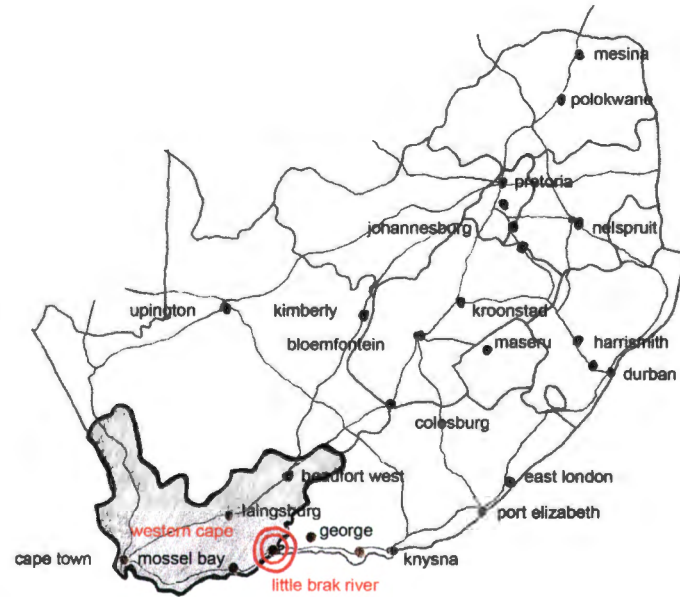 mesina
polokwane
pretoria
johannesburg
nelspruit
upington
kimberly
kroonstad
bloemfontein
maseru
harrismith
durban
colesburg
beaufort west
east london
laingsburg
port elizabeth
western cape
george
cape town
mossel bay
knysna
little brak river